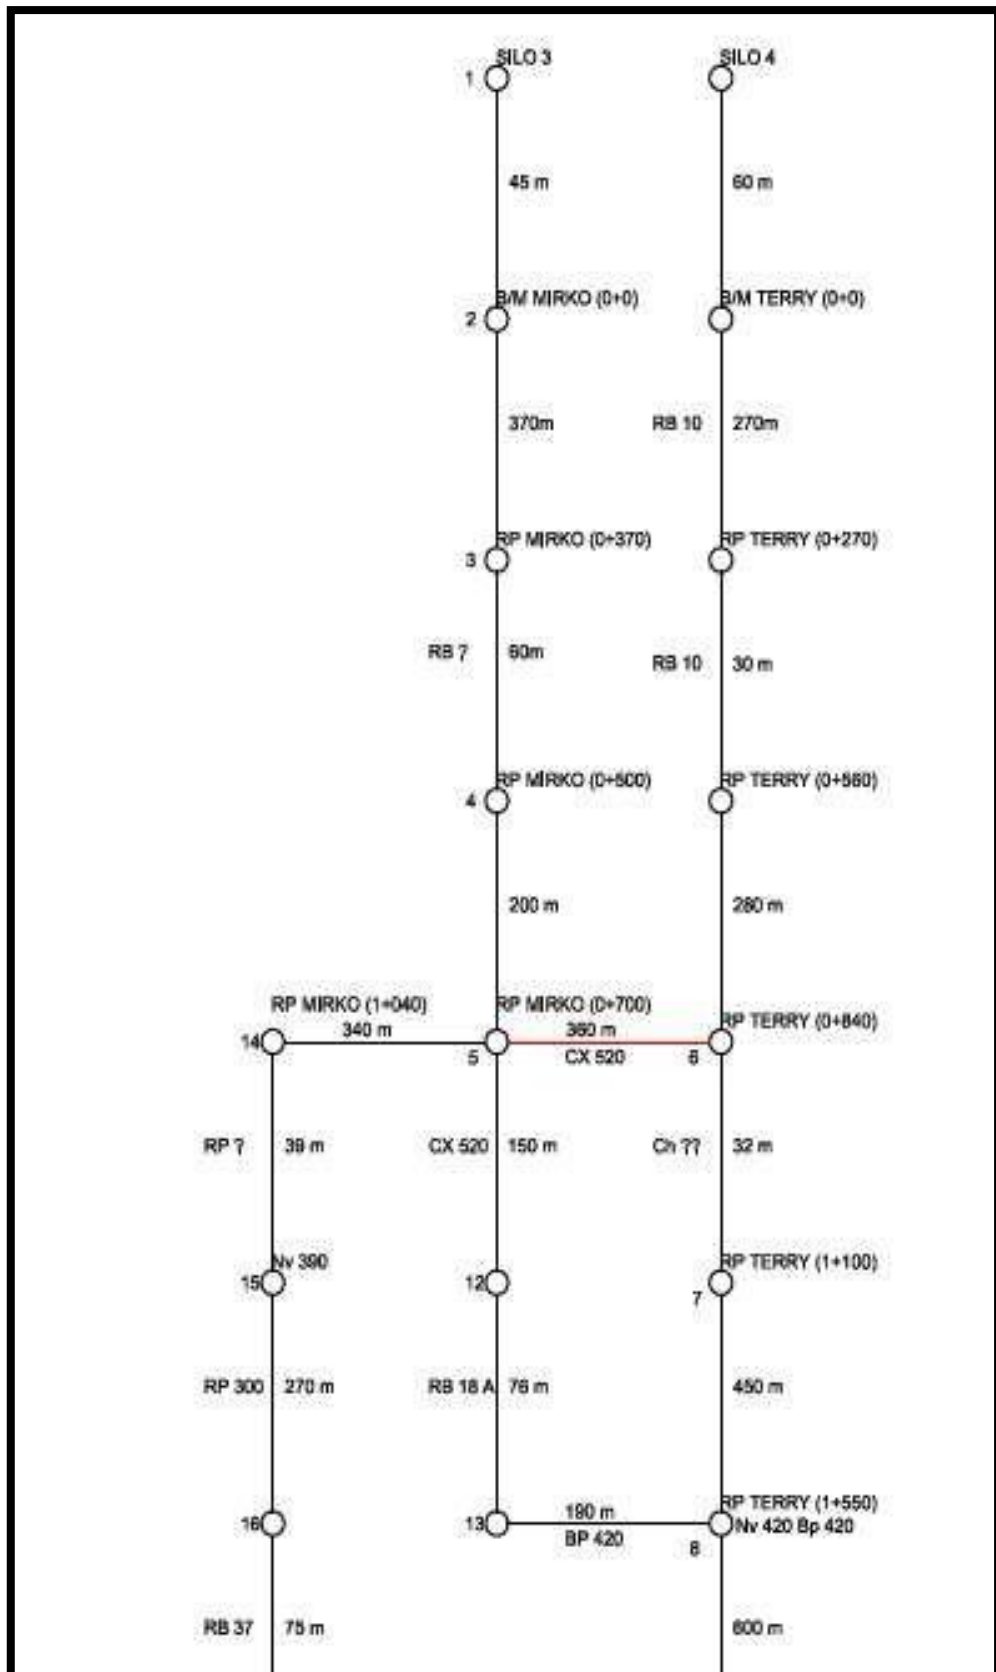 SILO 3
SILO 4
1
45 m
60 m
B/M MIRKO (0+0)
B/M TERRY (0+0)
2
370m
RB 10
270m
RP MIRKO (0+370)
RP TERRY (0+270)
3
RB ?
60m
RB 10
30 m
RP MIRKO (0+500)
RP TERRY (0+560)
4
200 m
280 m
RP MIRKO (1+040)
RP MIRKO (0+700)
RP TERRY (0+840)
340 m
360 m
14
5
CX 520
6
RP ?
39 m
CX 520
150 m
Ch ??
32 m
Nv 390
RP TERRY (1+100)
15
12
7
RP 300
270 m
RB 18 A
76 m
450 m
RP TERRY (1+550)
190 m
16
13
Nv 420 Bp 420
BP 420
8
RB 37
75 m
600 m